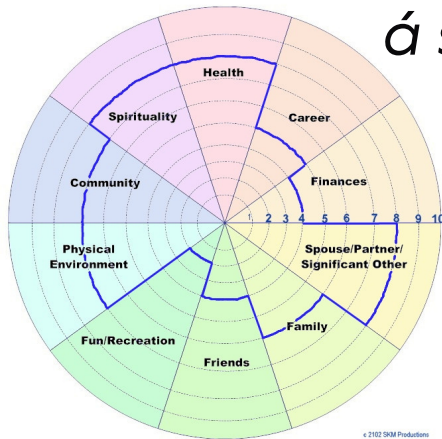 á s
Health
Career
Spirituality
Finances
Community
1 2 3 4 5 6 7 8 9 10
Physical
Environment
Spouse/Partner/
Significant Other
Family
Fun/Recreation
Friends
c 2102 SKM Productions